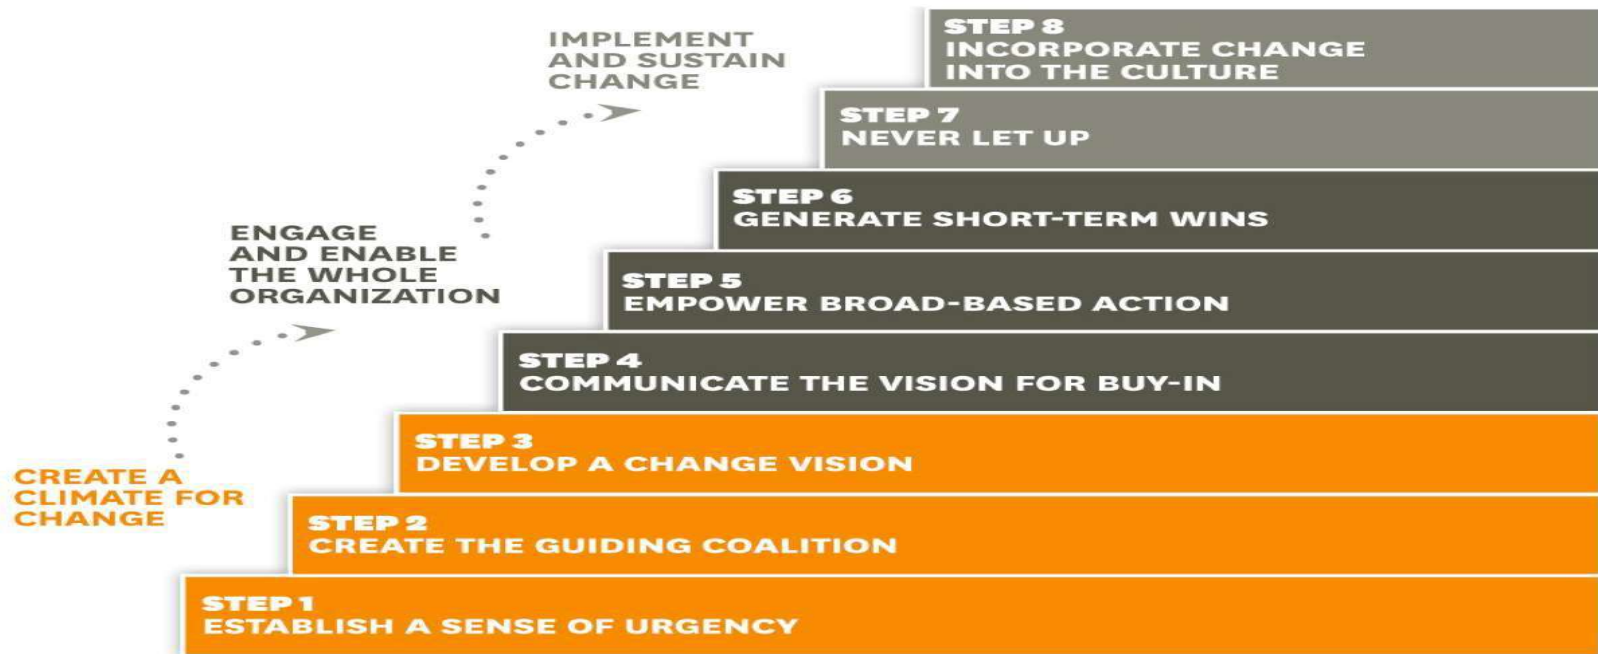 IMPLEMENT
AND SUSTAIN
CHANGE
ENGAGE
AND ENABLE
THE WHOLE
ORGANIZATION
CREATE A
CLIMATE FOR
CHANGE
STEP 8
INCORPORATE CHANGE
INTO THE CULTURE
STEP 7
NEVER LET UP
STEP 6
GENERATE SHORT-TERM WINS
STEP 5
EMPOWER BROAD-BASED ACTION
STEP 4
COMMUNICATE THE VISION FOR BUY-IN
STEP 3
DEVELOP A CHANGE VISION
STEP 2
CREATE THE GUIDING COALITION
STEP 1
ESTABLISH A SENSE OF URGENCY